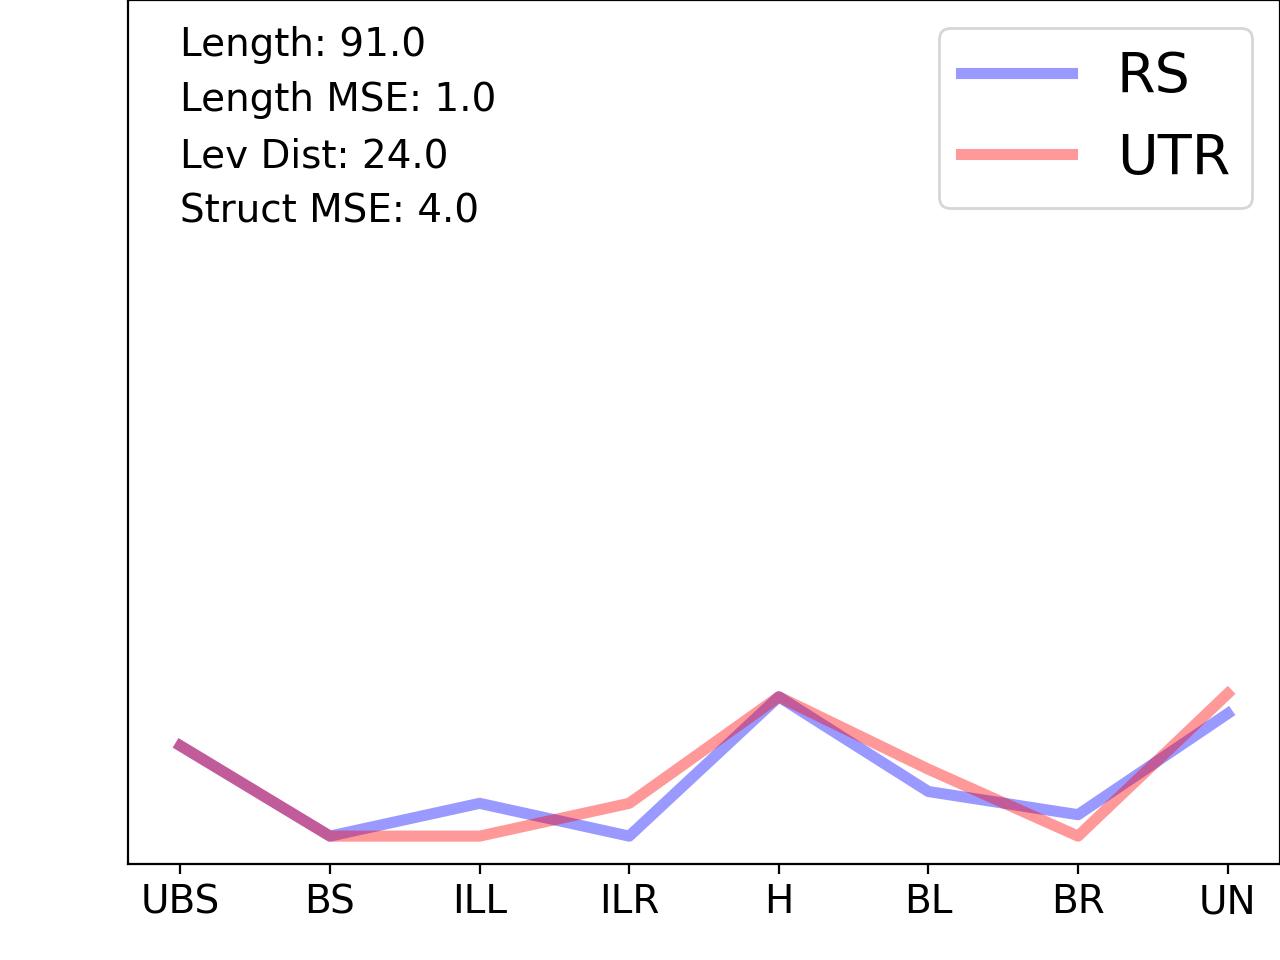 Length: 91.0
Length MSE: 1.0
Lev Dist: 24.0
Struct MSE: 4.0
RS
UTR
UBS BS ILL ILR H BL BR UN